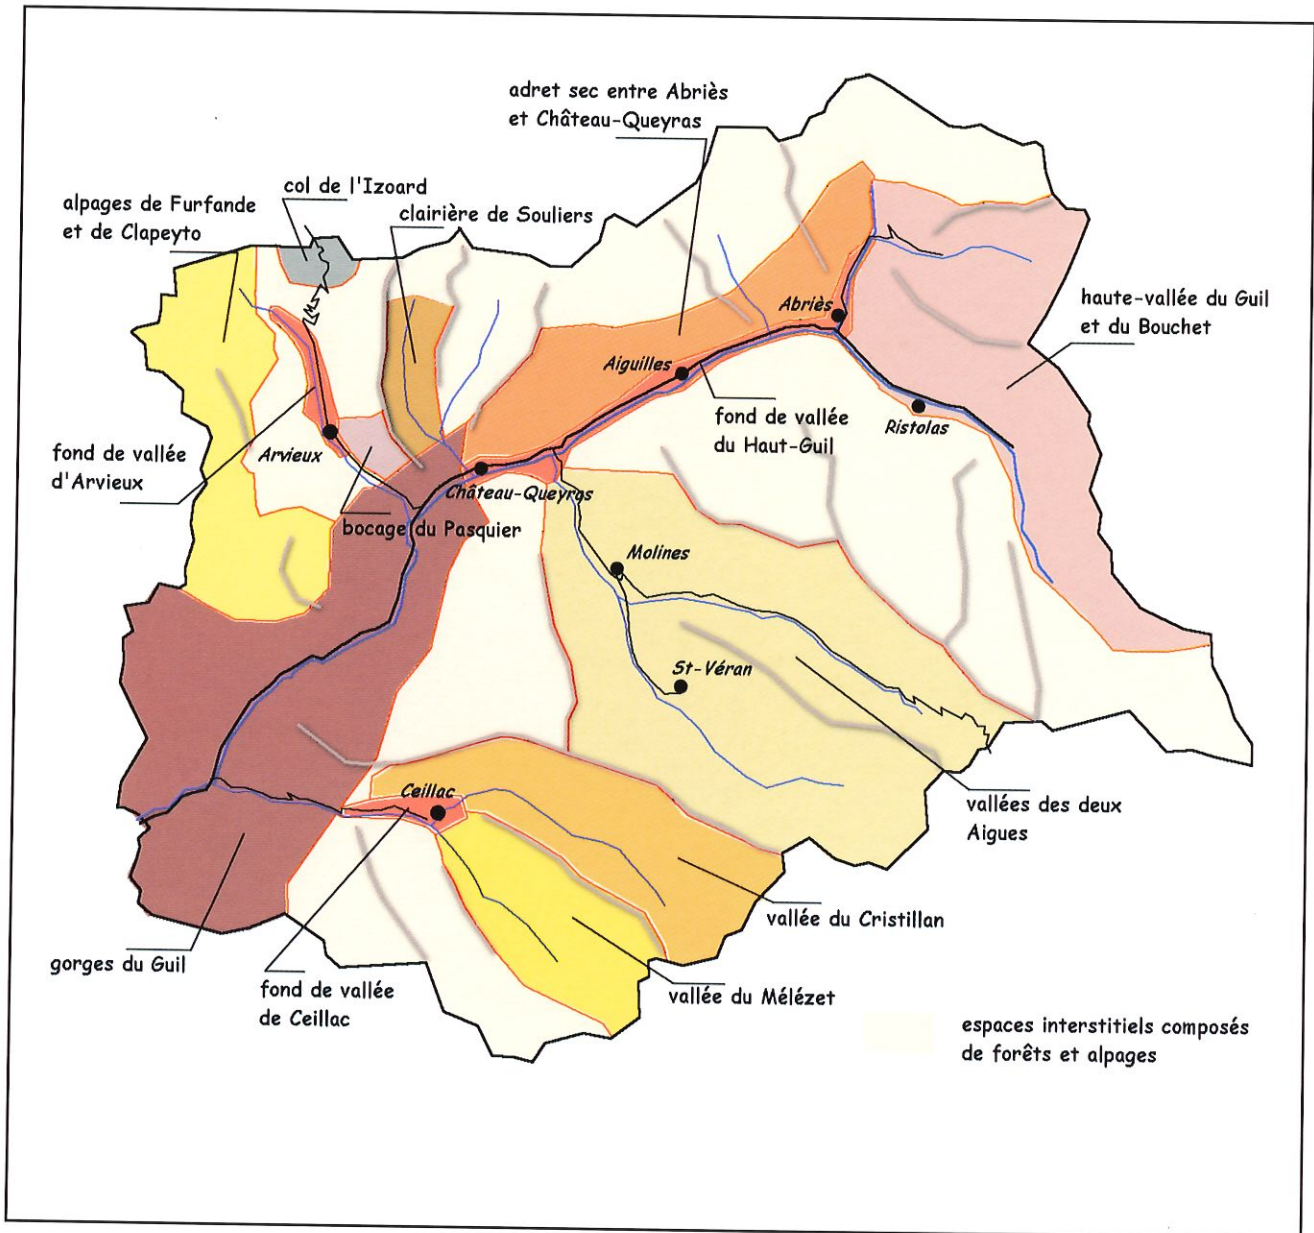 adret sec entre Abriès
et Château-Queyras
col de l'Izoard
alpages de Furfande
et de Clapeyto
clairière de Souliers
Abriès
haute-vallée du Guil
et du Bouchet
Aiguilles
fond de vallée
du Haut-Guil
Ristolas
fond de vallée
d'Arvieux
Arvieux
Château-Queyras
bocage du Pasquier
Molines
St-Véran
Ceillac
vallées des deux
Aigues
vallée du Cristillan
gorges du Guil
fond de vallée
de Ceillac
vallée du Mélézet
espaces interstitiels composés
de forêts et alpages